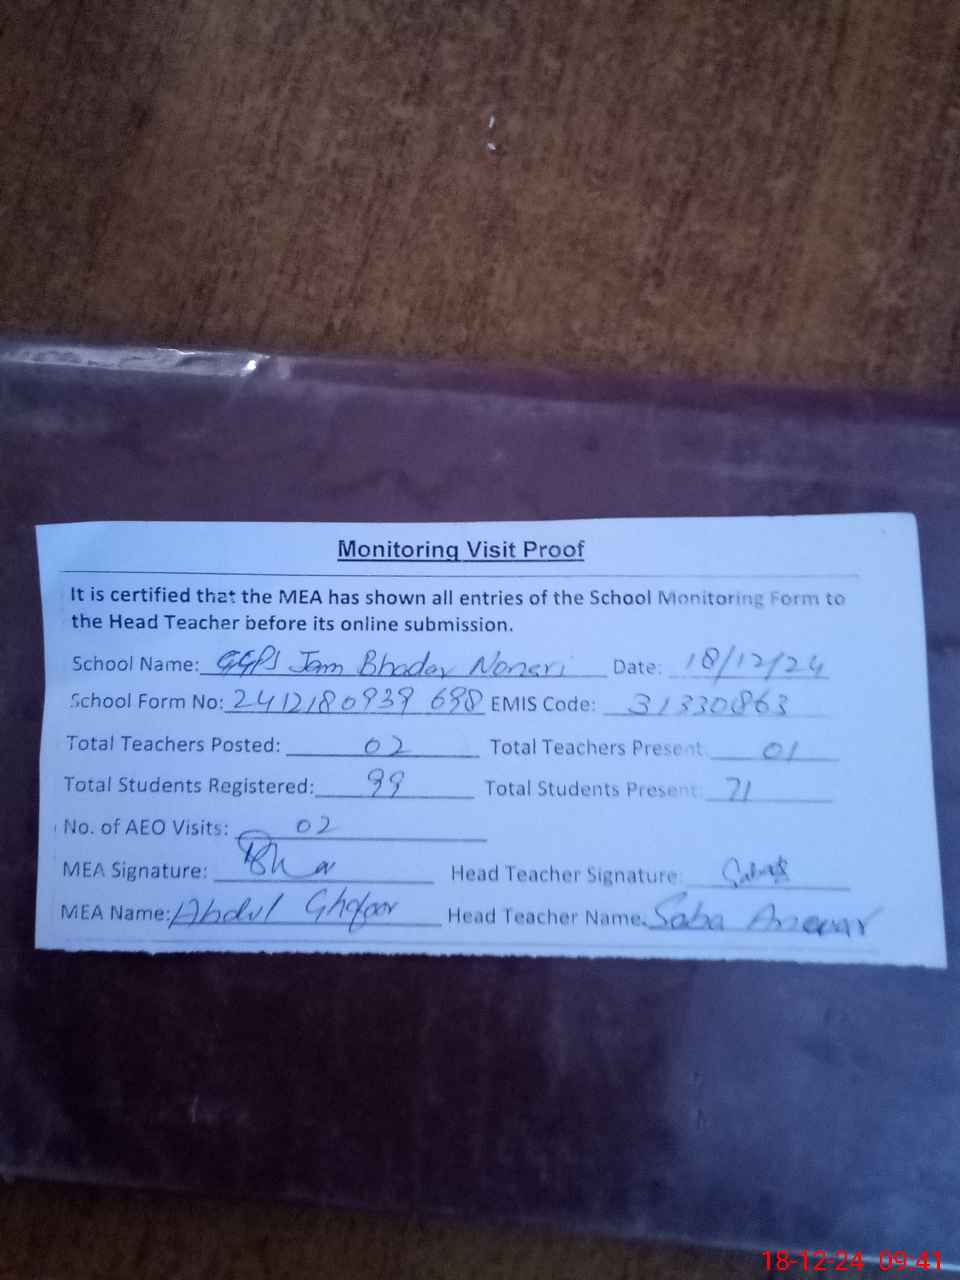 Monitoring Visit Proof
It is certified that the MEA has shown all entries of the School Monitoring Form to
the Head Teacher before its online submission.
School Name: GGPS Jam Bhadar Noneri Date: 18/12/24
School Form No: 2412180939 698 EMIS Code: 31330863
Total Teachers Posted: 02 Total Teachers Present: 01
Total Students Registered: 99 Total Students Present: 71
No. of AEO Visits: 02
MEA Signature: Head Teacher Signature:
MEA Name: Abdul Ghafoor Head Teacher Name: Saba Anewar
18-12-24 09:41